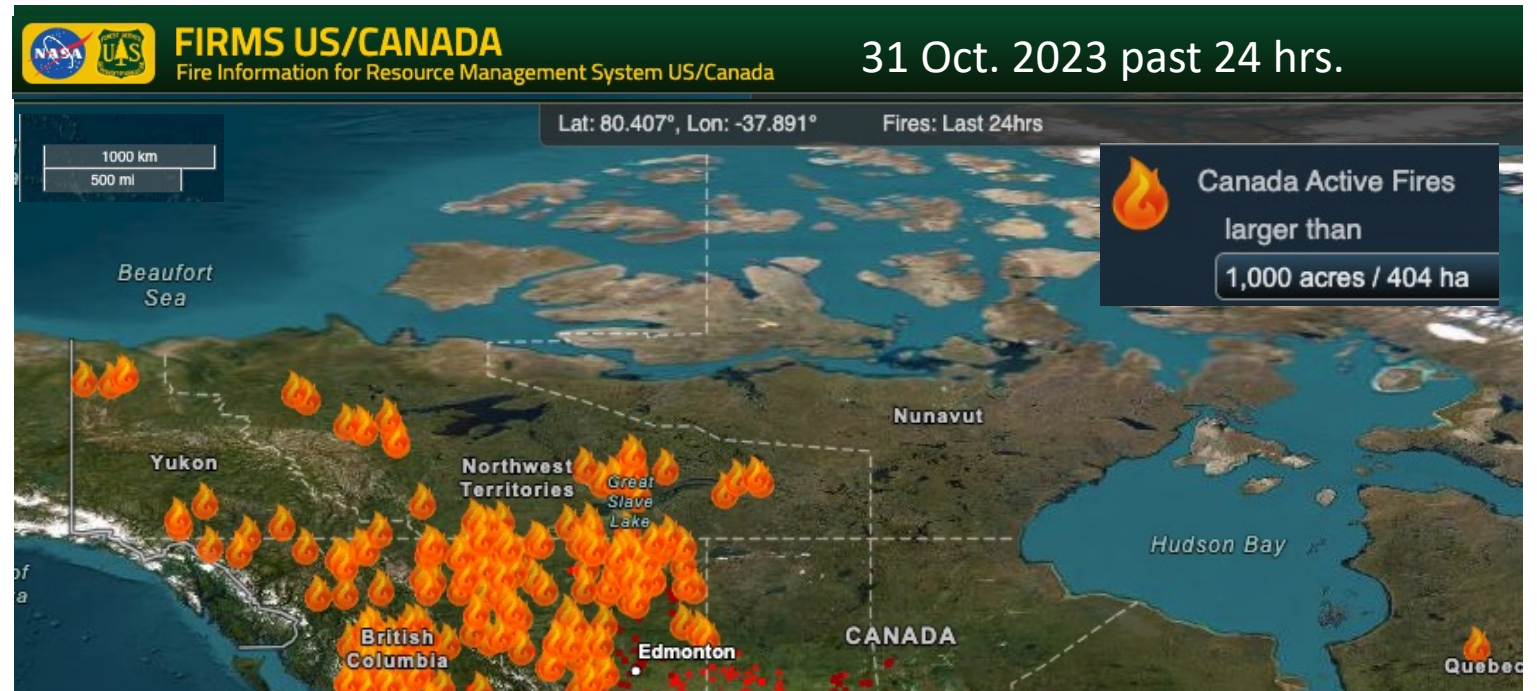 NASA
FIRMS US/CANADA
Fire Information for Resource Management System US/Canada
31 Oct. 2023 past 24 hrs.
Lat: 80.407°, Lon: -37.891°
Fires: Last 24hrs
1000 km
500 mi
Canada Active Fires
larger than
1,000 acres / 404 ha
Beaufort
Sea
Nunavut
Yukon
Northwest
Territories
Great
Slave
Lake
Hudson Bay
of
a
British
Columbia
CANADA
Edmonton
Quebec